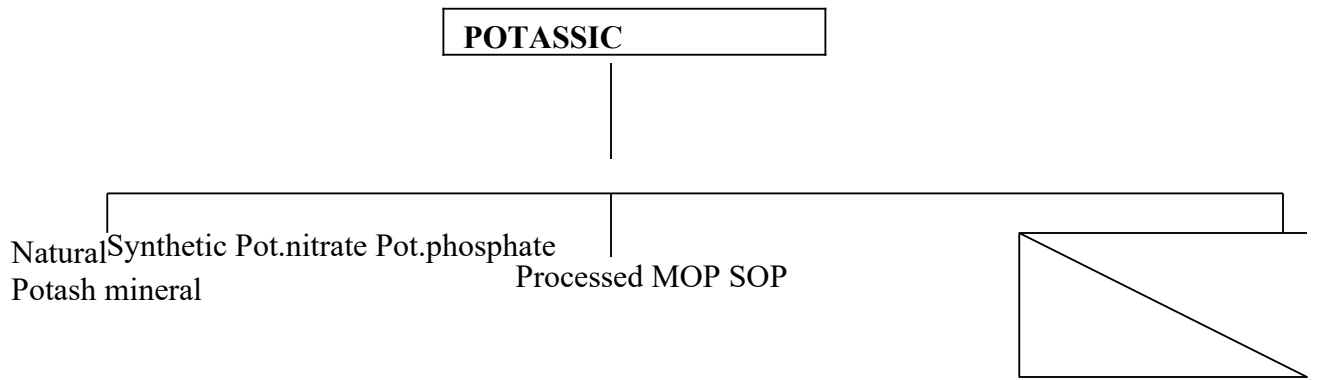 POTASSIC
Natural
Potash mineral
Synthetic Pot.nitrate Pot.phosphate
Processed MOP SOP